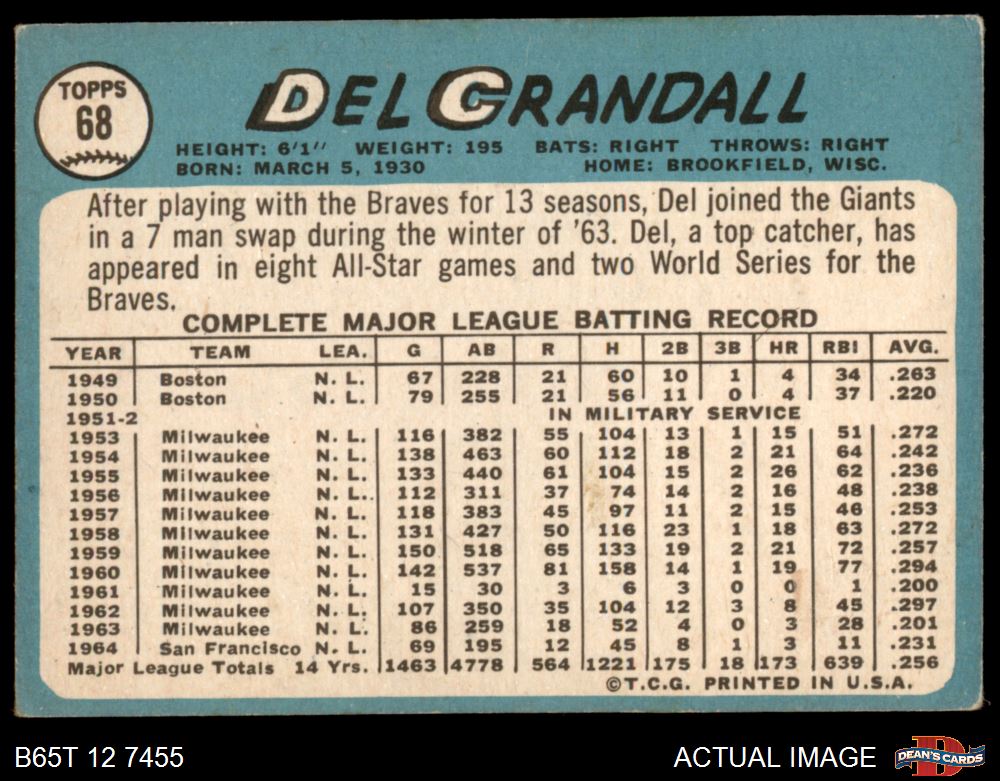 TOPPS
68
DEL CRANDALL
HEIGHT: 6'1" WEIGHT: 195 BATS: RIGHT THROWS: RIGHT
BORN: MARCH 5, 1930 HOME: BROOKFIELD, WISC.
After playing with the Braves for 13 seasons, Del joined the Giants
in a 7 man swap during the winter of '63. Del, a top catcher, has
appeared in eight All-Star games and two World Series for the
Braves.
COMPLETE MAJOR LEAGUE BATTING RECORD
YEAR TEAM LEA. G AB R H 2B 3B HR RBI AVG.
1949 Boston N. L. 67 228 21 60 10 1 4 34 .263
1950 Boston N. L. 79 255 21 56 11 0 4 37 .220
1951-2 IN MILITARY SERVICE
1953 Milwaukee N. L. 116 382 55 104 13 1 15 51 .272
1954 Milwaukee N. L. 138 463 60 112 18 2 21 64 .242
1955 Milwaukee N. L. 133 440 61 104 15 2 26 62 .236
1956 Milwaukee N. L. 112 311 37 74 14 2 16 48 .238
1957 Milwaukee N. L. 118 383 45 97 11 2 15 46 .253
1958 Milwaukee N. L. 131 427 50 116 23 1 18 63 .272
1959 Milwaukee N. L. 150 518 65 133 19 2 21 72 .257
1960 Milwaukee N. L. 142 537 81 158 14 1 19 77 .294
1961 Milwaukee N. L. 15 30 3 6 3 0 0 1 .200
1962 Milwaukee N. L. 107 350 35 104 12 3 8 45 .297
1963 Milwaukee N. L. 86 259 18 52 4 0 3 28 .201
1964 San Francisco N. L. 69 195 12 45 8 1 3 11 .231
Major League Totals 14 Yrs. 1463 4778 564 1221 175 18 173 639 .256
©T.C.G. PRINTED IN U.S.A.
B65T 12 7455 ACTUAL IMAGE
D
DEAN'S CARDS